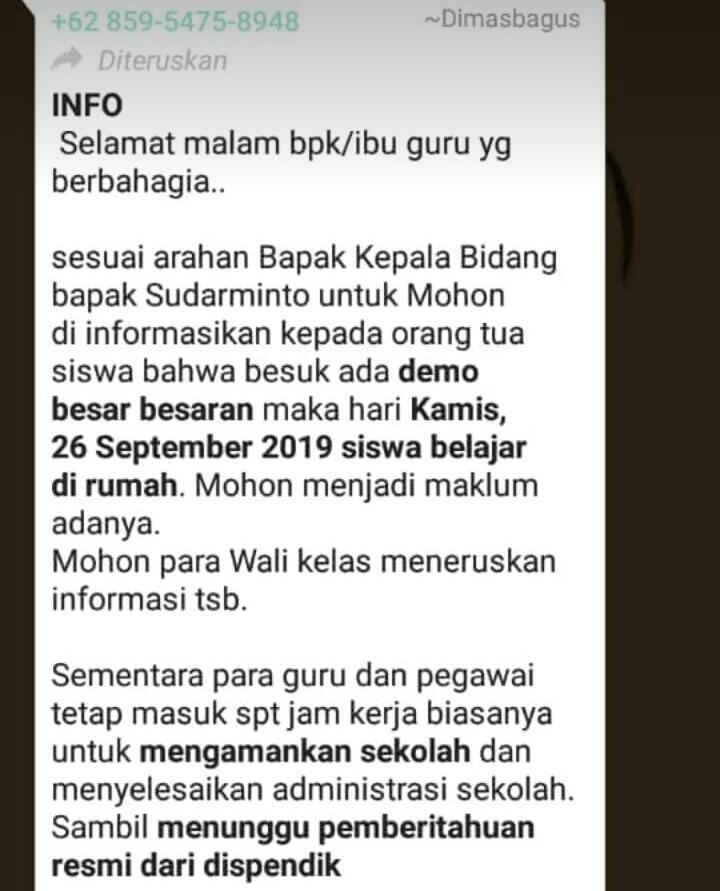 +62 859-5475-8948 ~Dimasbagus
Diteruskan
INFO
Selamat malam bpk/ibu guru yg
berbahagia..
sesuai arahan Bapak Kepala Bidang
bapak Sudarminto untuk Mohon
di informasikan kepada orang tua
siswa bahwa besuk ada demo
besar besaran maka hari Kamis,
26 September 2019 siswa belajar
di rumah. Mohon menjadi maklum
adanya.
Mohon para Wali kelas meneruskan
informasi tsb.
Sementara para guru dan pegawai
tetap masuk spt jam kerja biasanya
untuk mengamankan sekolah dan
menyelesaikan administrasi sekolah.
Sambil menunggu pemberitahuan
resmi dari dispendik